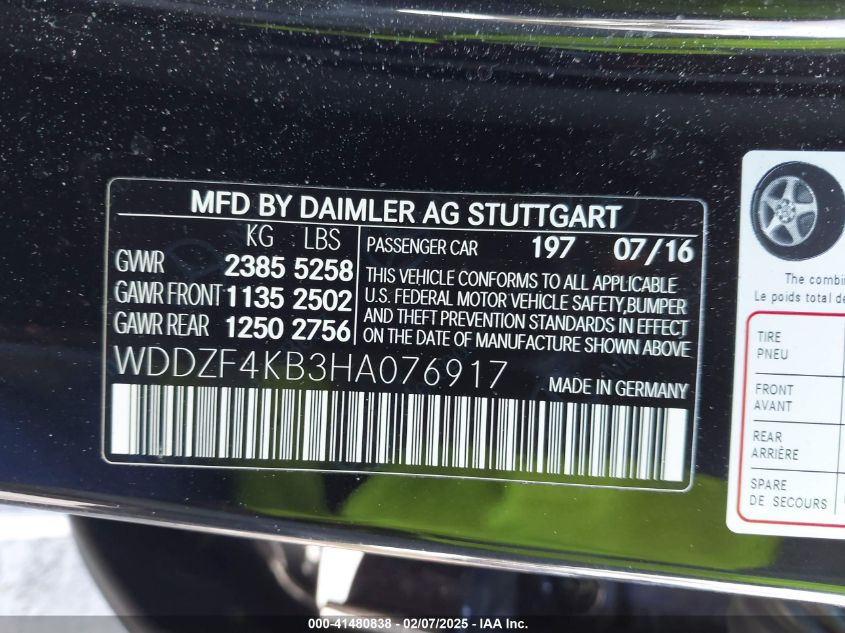 MFD BY DAIMLER AG STUTTGART
KG LBS
GVWR 2385 5258
GAWR FRONT 1135 2502
GAWR REAR 1250 2756
PASSENGER CAR 197 07/16
THIS VEHICLE CONFORMS TO ALL APPLICABLE
U.S. FEDERAL MOTOR VEHICLE SAFETY,BUMPER
AND THEFT PREVENTION STANDARDS IN EFFECT
ON THE DATE OF MANUFACTURE SHOWN ABOVE
WDDZF4KB3HA076917 MADE IN GERMANY
The combin
Le poids total de
TIRE
PNEU
FRONT
AVANT
REAR
ARRIÈRE
SPARE
DE SECOURS
000-41480838 - 02/07/2025 - IAA Inc.